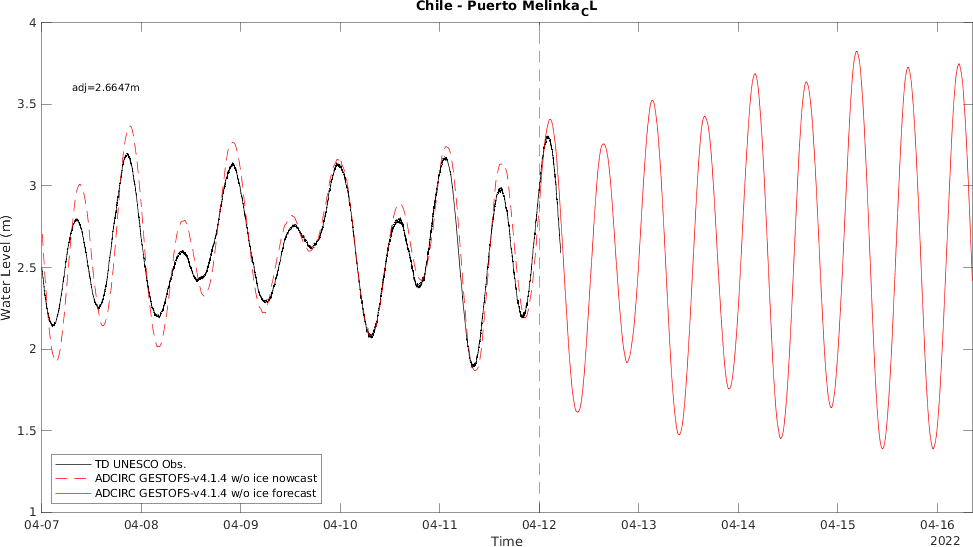 Chile - Puerto MelinkaCL
4
adj=2.6647m
3.5
3
Water Level (m)
2.5
2
1.5
TD UNESCO Obs.
ADCIRC GESTOFS-v4.1.4 w/o ice nowcast
ADCIRC GESTOFS-v4.1.4 w/o ice forecast
1
04-07 04-08 04-09 04-10 04-11 04-12 04-13 04-14 04-15 04-16
Time 2022